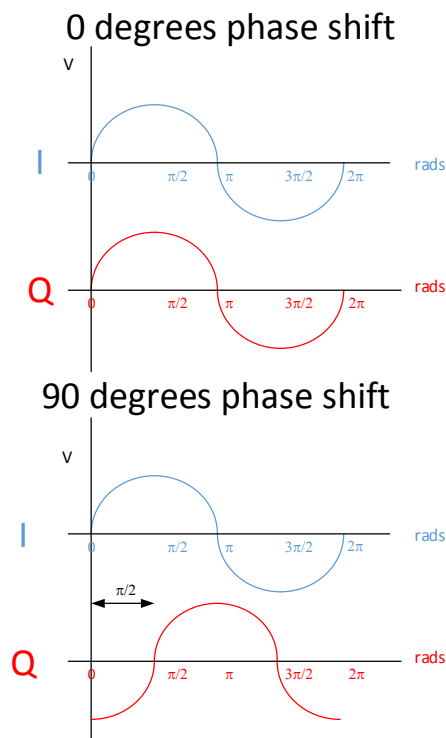 0 degrees phase shift
V
I
0 π/2 π 3π/2 2π rads
Q
0 π/2 π 3π/2 2π rads
90 degrees phase shift
V
I
0 π/2 π 3π/2 2π rads
π/2
Q
0 π/2 π 3π/2 2π rads